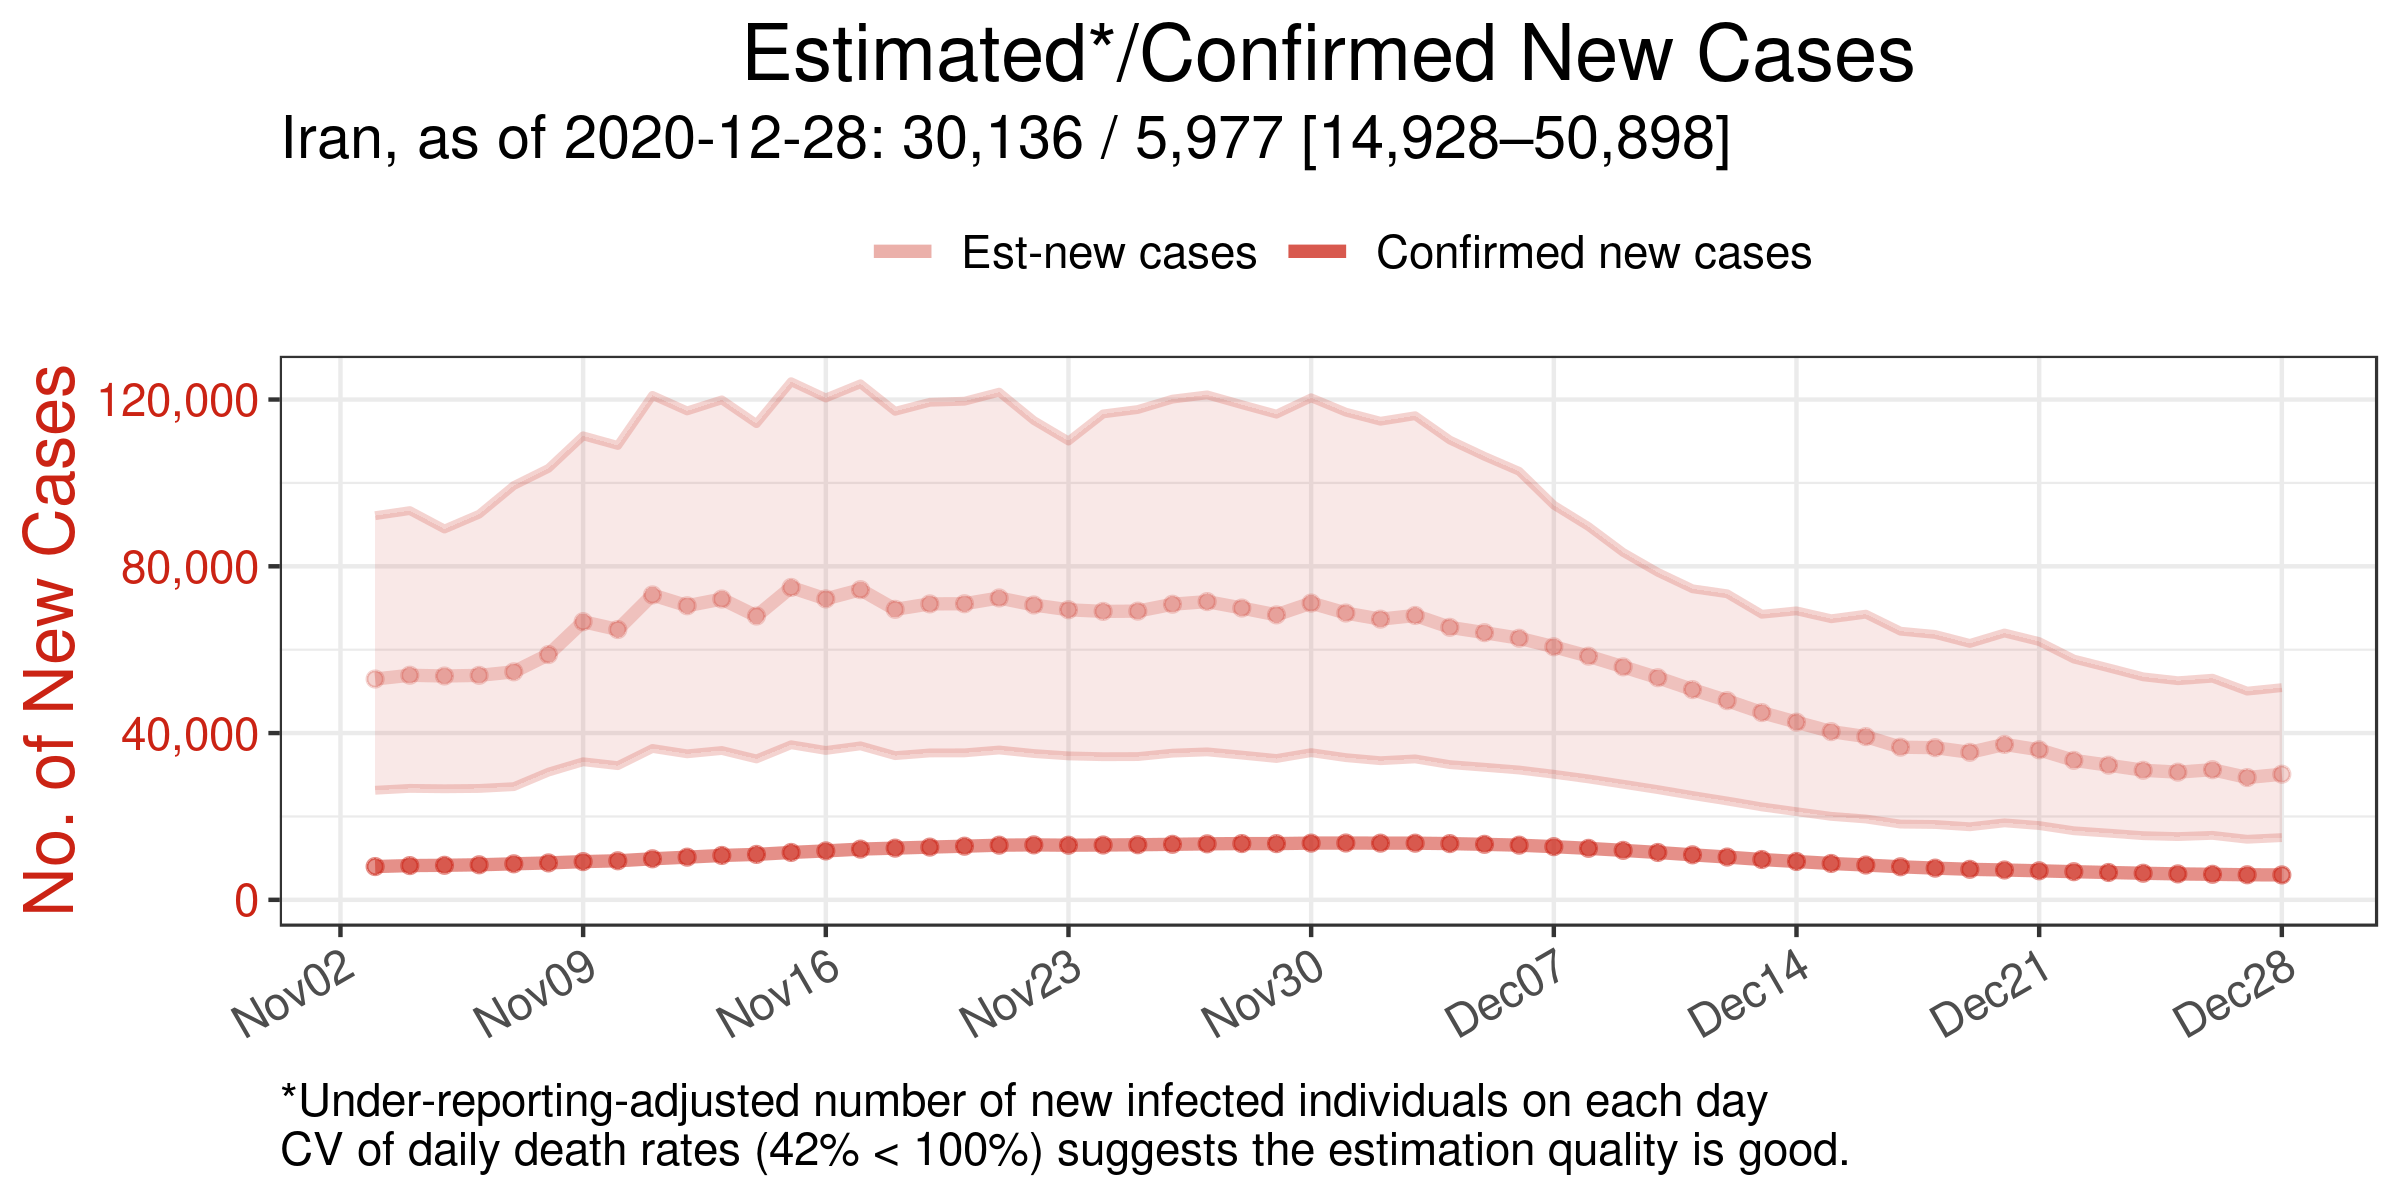 Estimated*/Confirmed New Cases
Iran, as of 2020-12-28: 30,136 / 5,977 [14,928–50,898]
Est-new cases
Confirmed new cases
No. of New Cases
120,000
80,000
40,000
0
Nov02
Nov09
Nov16
Nov23
Nov30
Dec07
Dec14
Dec21
Dec28
*Under-reporting-adjusted number of new infected individuals on each day
CV of daily death rates (42% < 100%) suggests the estimation quality is good.